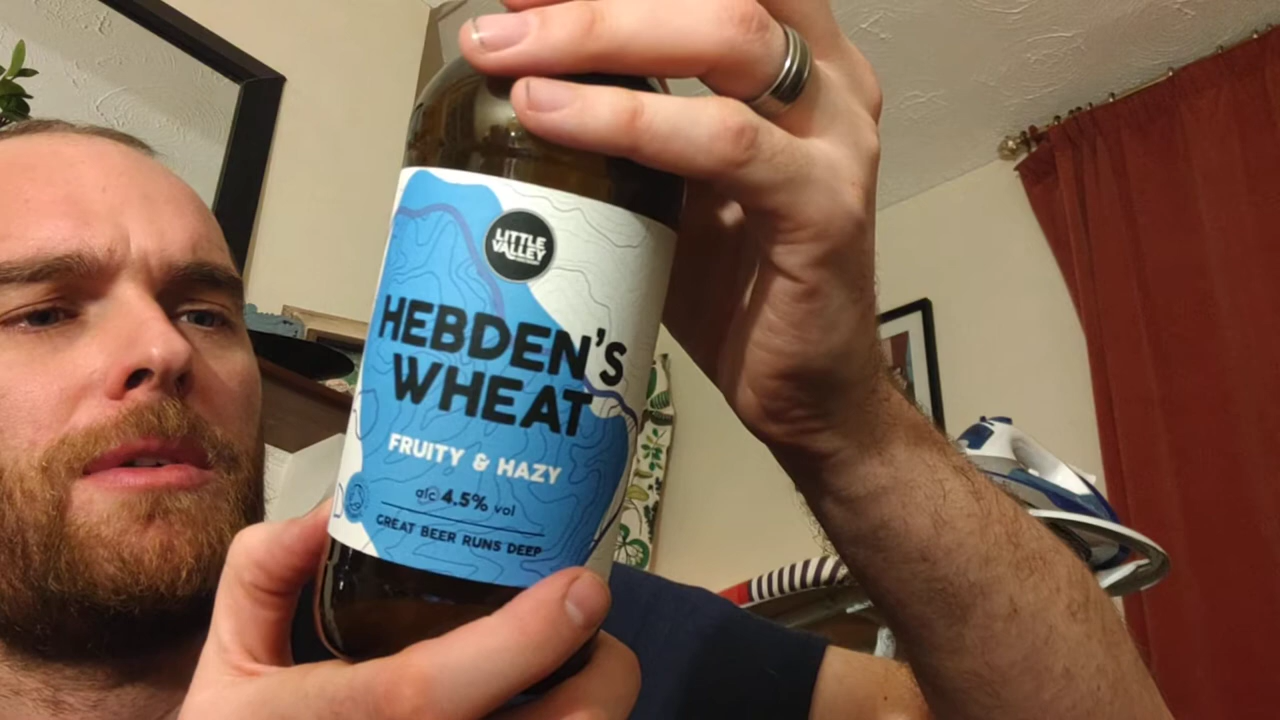 LITTLE
VALLEY
HEBDEN'S
WHEAT
FRUITY & HAZY
alc 4.5% vol
GREAT BEER RUNS DEEP